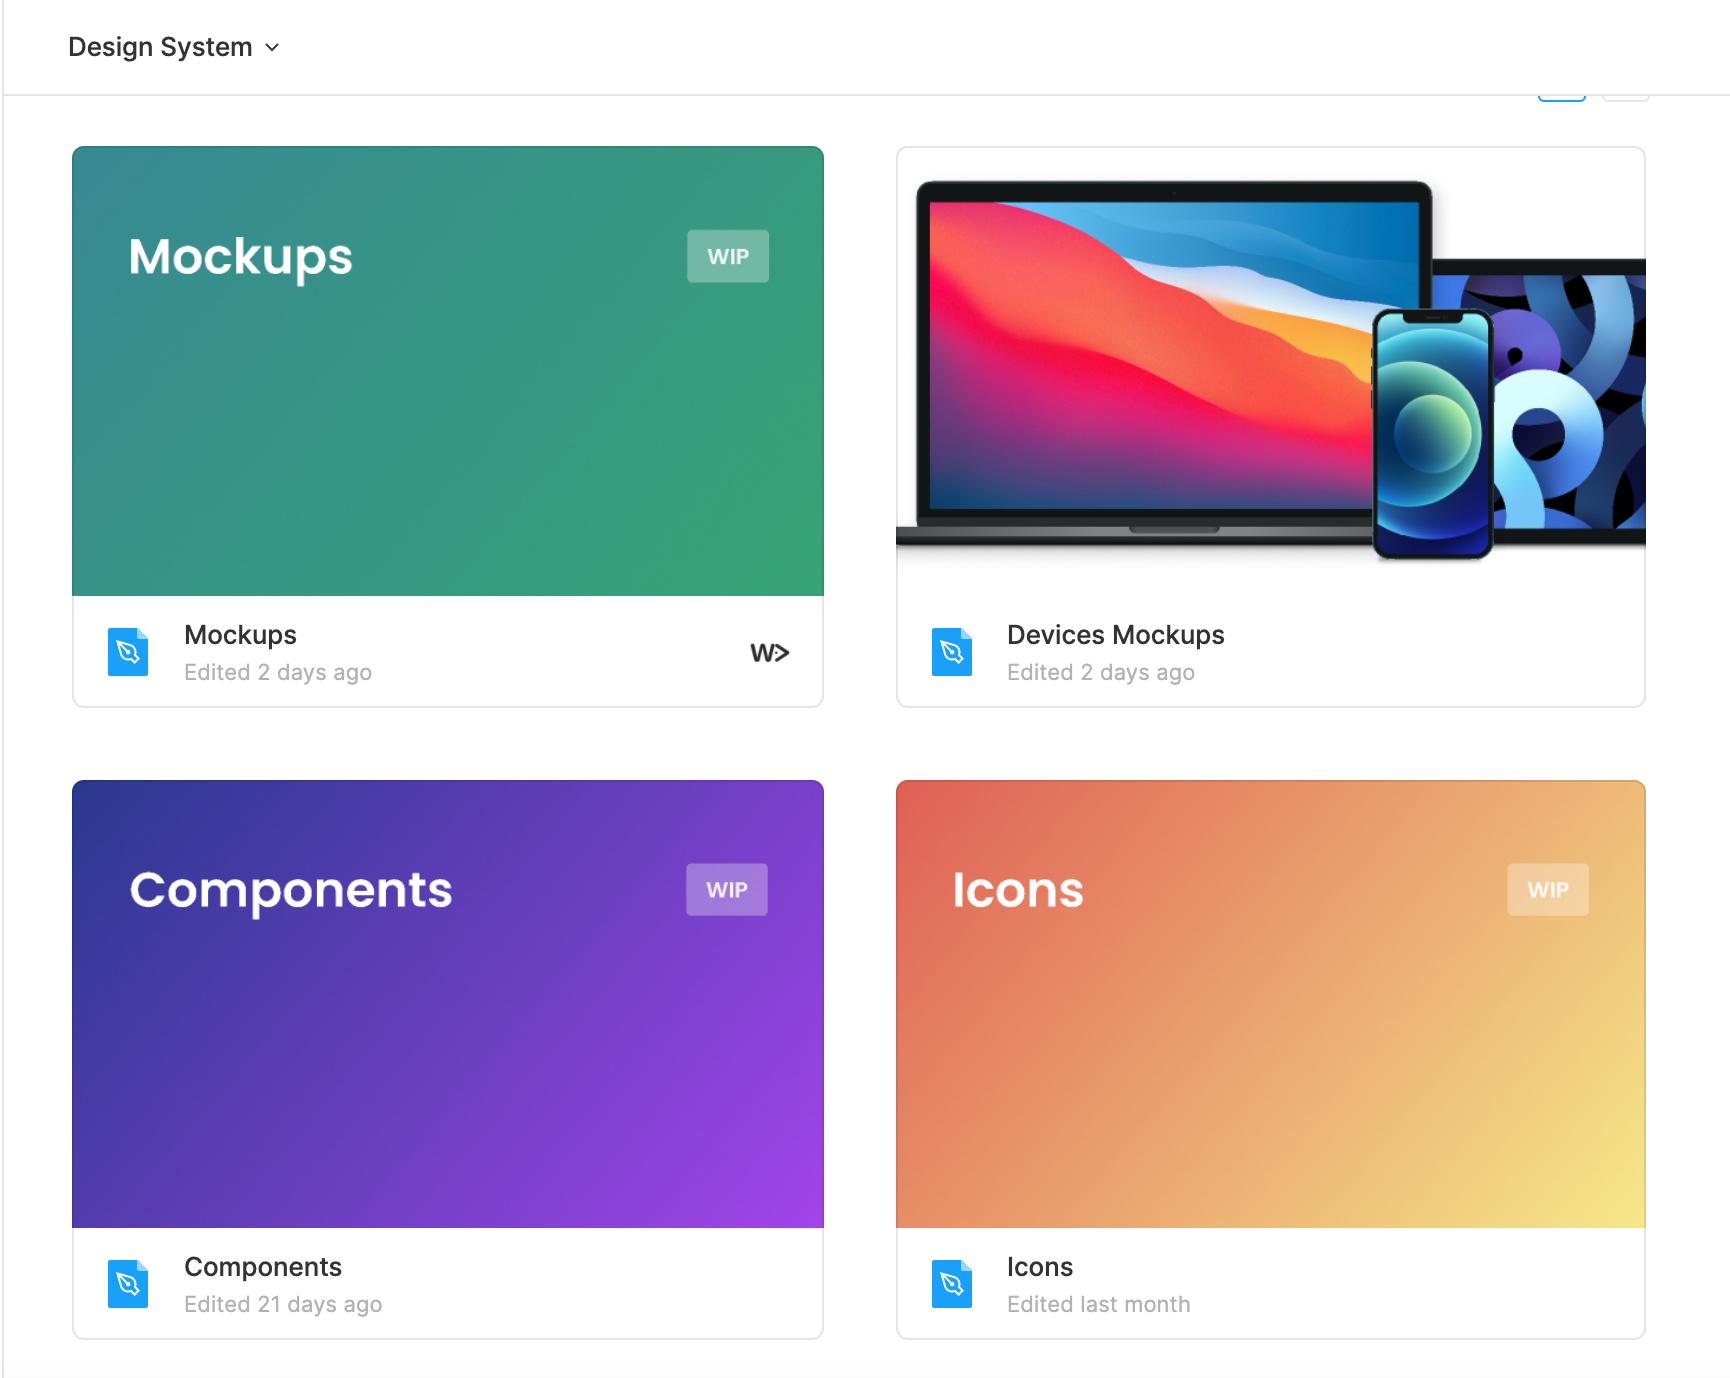 Design System
Mockups
WIP
Mockups
Edited 2 days ago
W>
Devices Mockups
Edited 2 days ago
Components
WIP
Icons
WIP
Components
Edited 21 days ago
Icons
Edited last month